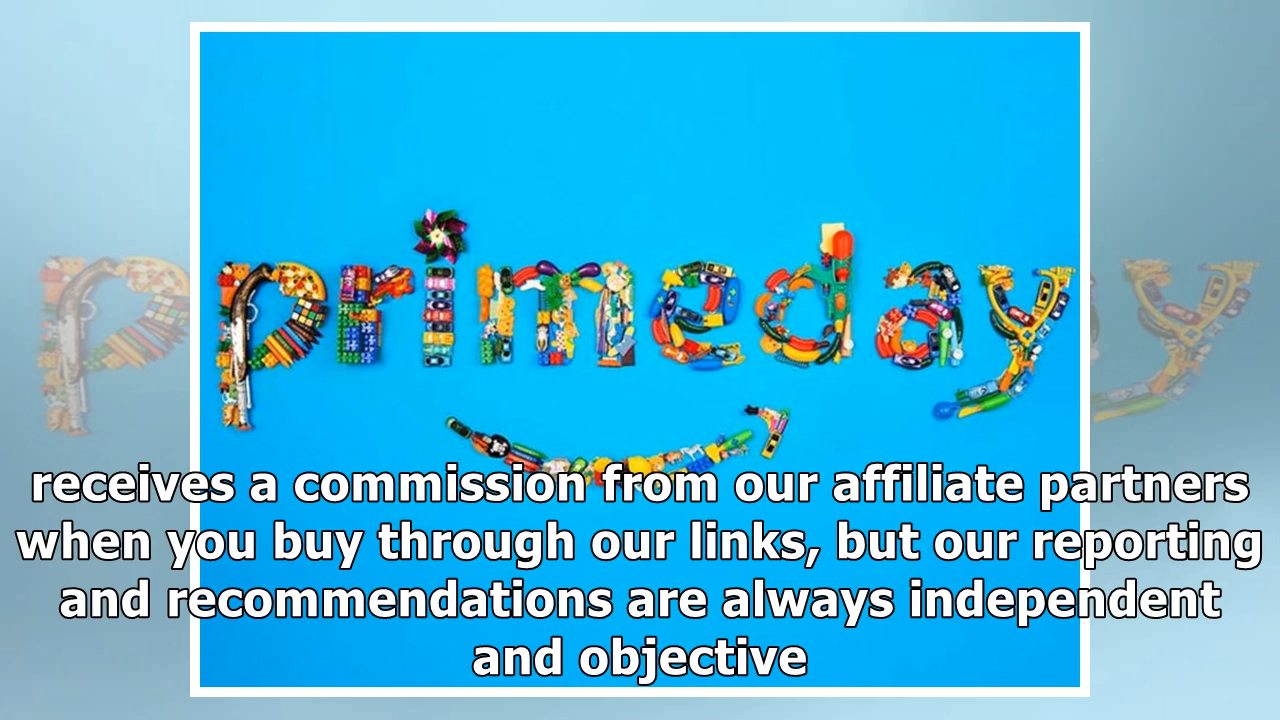 primeday
receives a commission from our affiliate partners
when you buy through our links, but our reporting
and recommendations are always independent
and objective